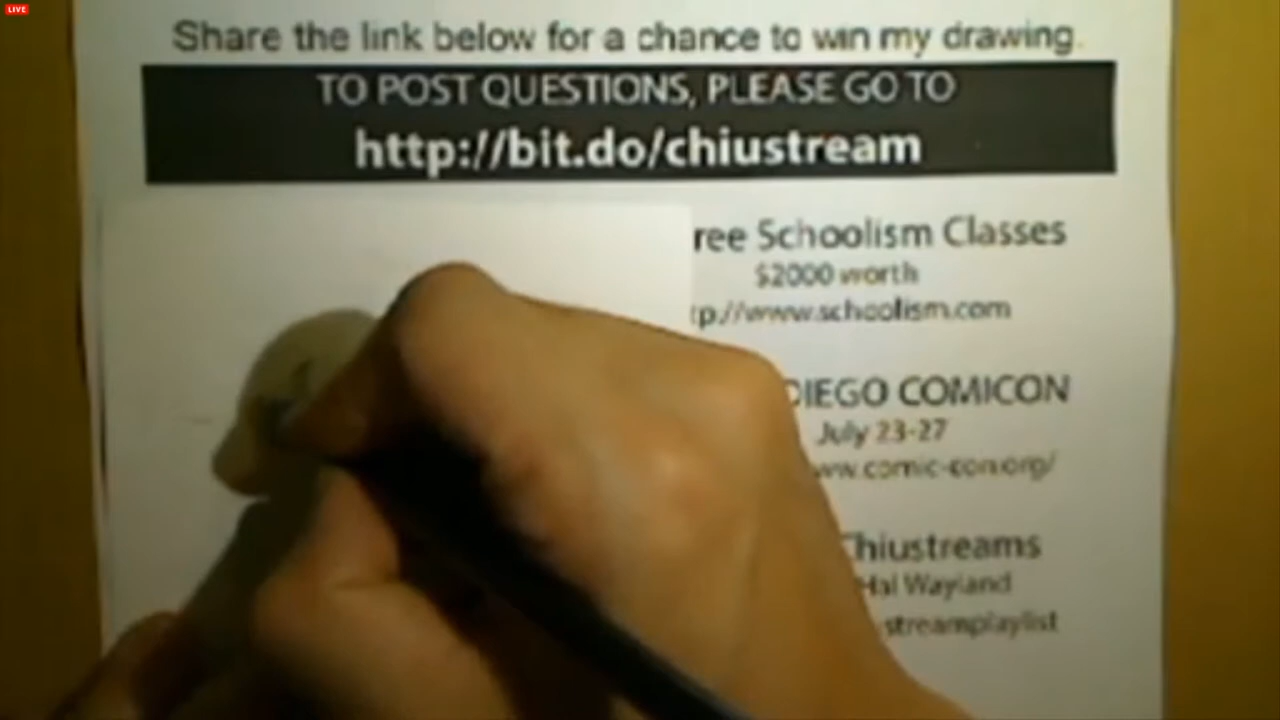 LIVE
Share the link below for a chance to win my drawing.
TO POST QUESTIONS, PLEASE GO TO
http://bit.do/chiustream
ree Schoolism Classes
$2000 worth
tp://www.schoolism.com
DIEGO COMICON
July 23-27
ww.comic-con.org/
Chiustreams
Hal Wayland
streamplaylist